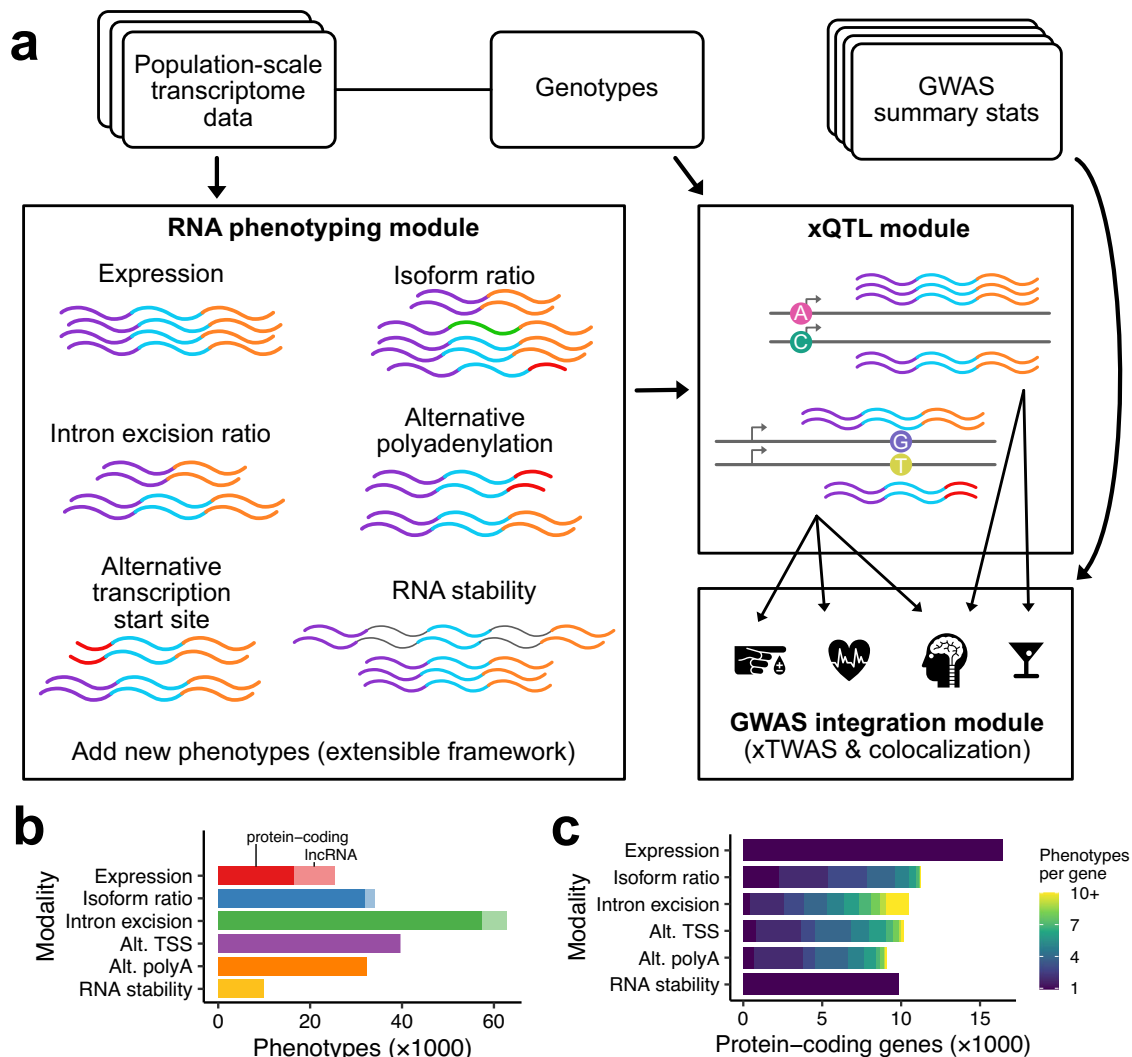 a
Population-scale
transcriptome
data
Genotypes
GWAS
summary stats
RNA phenotyping module
Expression
Isoform ratio
Intron excision ratio
Alternative
polyadenylation
Alternative
transcription
start site
RNA stability
Add new phenotypes (extensible framework)
xQTL module
A
C
G
T
GWAS integration module
(xTWAS & colocalization)
b
protein−coding
lncRNA
Modality
Expression
Isoform ratio
Intron excision
Alt. TSS
Alt. polyA
RNA stability
0
20
40
60
Phenotypes (×1000)
c
Modality
Expression
Isoform ratio
Intron excision
Alt. TSS
Alt. polyA
RNA stability
0
5
10
15
Protein−coding genes (×1000)
Phenotypes
per gene
10+
7
4
1